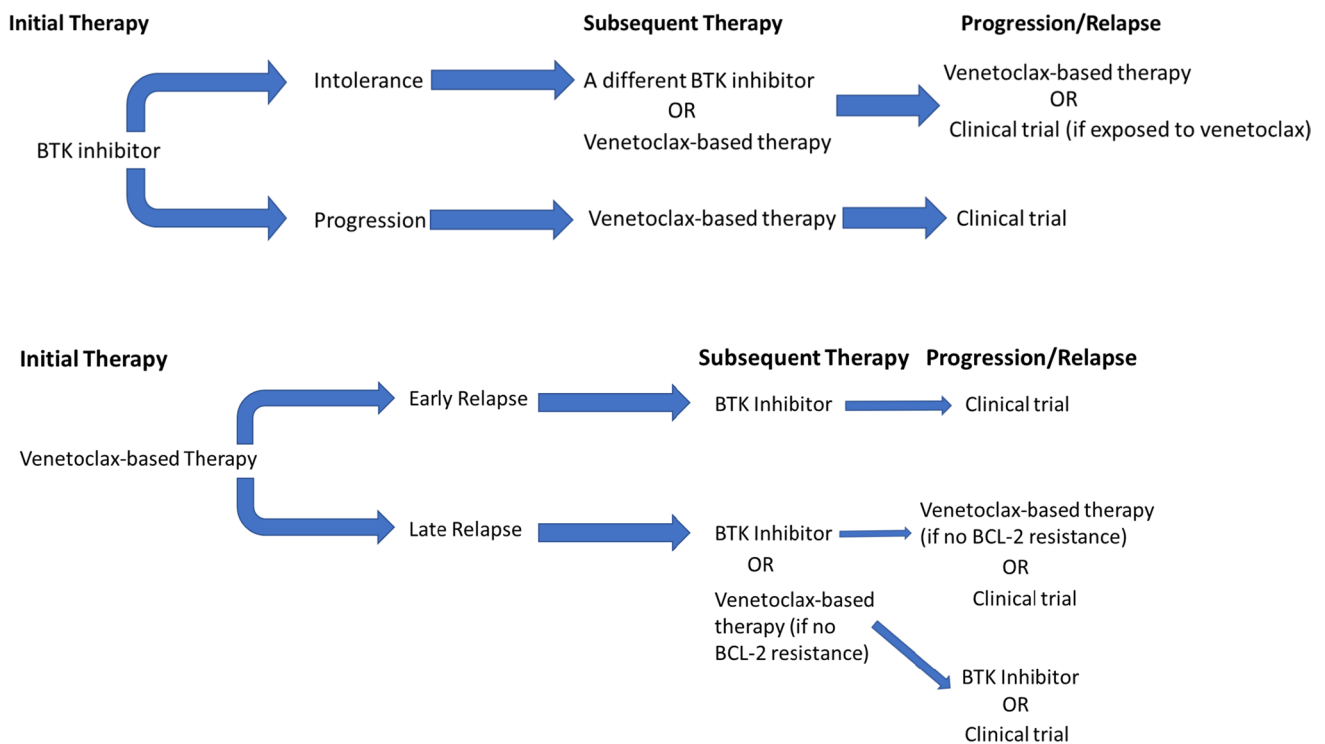 Initial Therapy
Subsequent Therapy
Progression/Relapse
Intolerance
A different BTK inhibitor
OR
Venetoclax-based therapy
Venetoclax-based therapy
OR
Clinical trial (if exposed to venetoclax)
BTK inhibitor
Progression
Venetoclax-based therapy
Clinical trial
Initial Therapy
Subsequent Therapy
Progression/Relapse
Early Relapse
BTK Inhibitor
Clinical trial
Venetoclax-based Therapy
Late Relapse
BTK Inhibitor
OR
Venetoclax-based
therapy (if no
BCL-2 resistance)
Venetoclax-based therapy
(if no BCL-2 resistance)
OR
Clinical trial
BTK Inhibitor
OR
Clinical trial